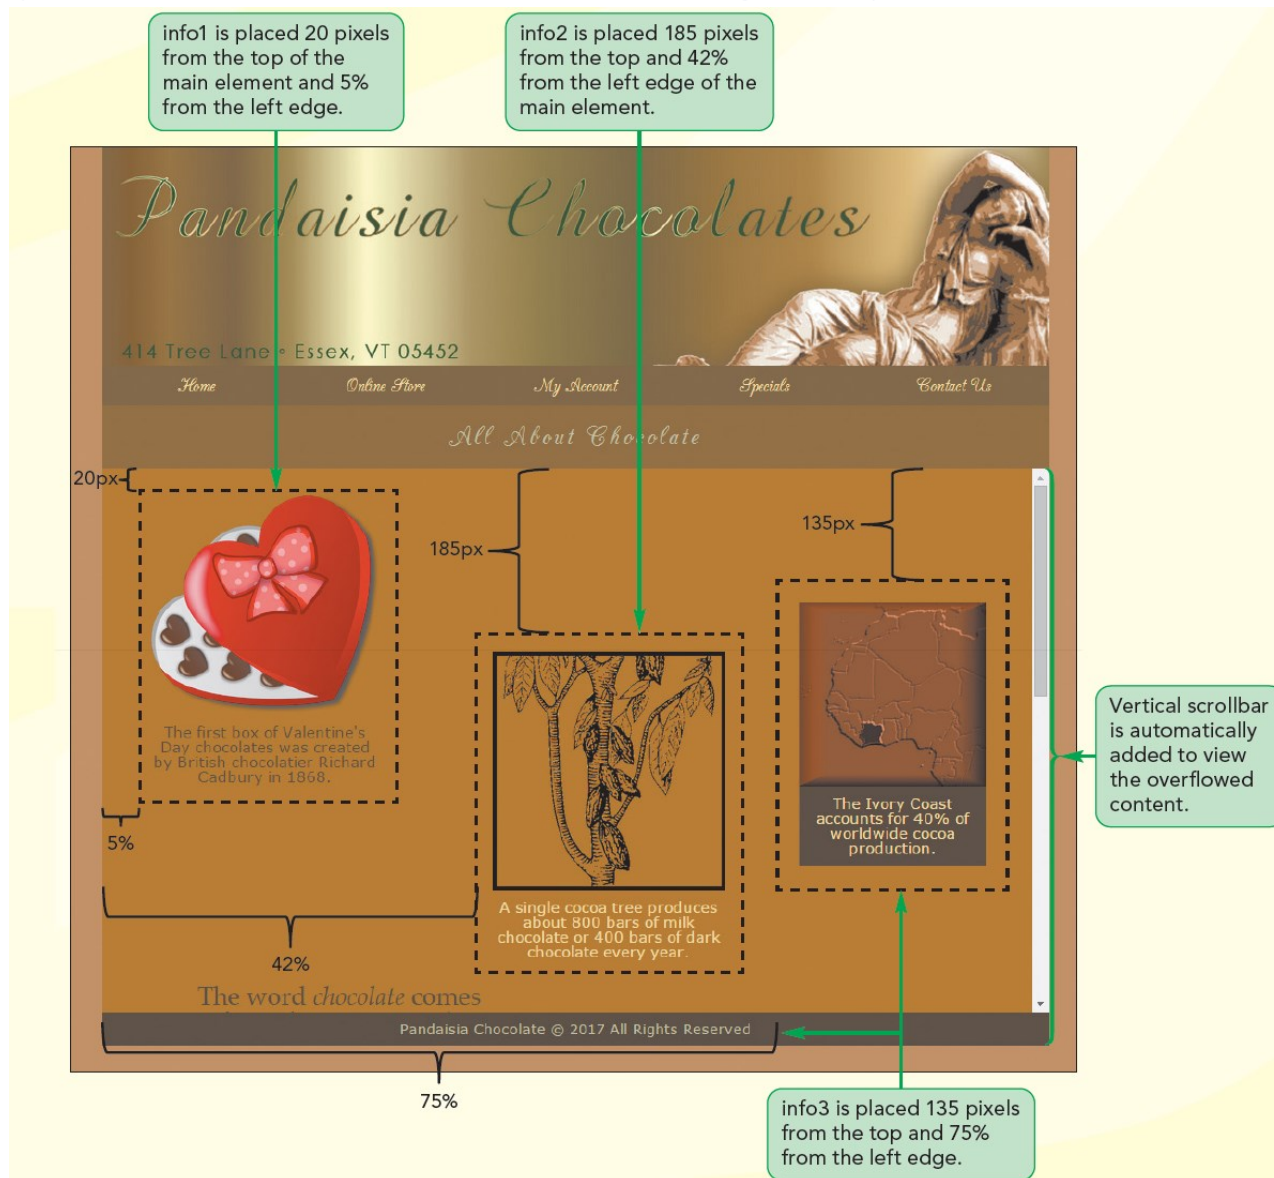 info1 is placed 20 pixels
from the top of the
main element and 5%
from the left edge.
info2 is placed 185 pixels
from the top and 42%
from the left edge of the
main element.
Pandaisia Chocolates
414 Tree Lane • Essex, VT 05452
Home
Online Store
My Account
Specials
Contact Us
All About Chocolate
20px
185px
135px
The first box of Valentine's
Day chocolates was created
by British chocolatier Richard
Cadbury in 1868.
The Ivory Coast
accounts for 40% of
worldwide cocoa
production.
Vertical scrollbar
is automatically
added to view
the overflowed
content.
5%
A single cocoa tree produces
about 800 bars of milk
chocolate or 400 bars of dark
chocolate every year.
42%
The word chocolate comes
Pandaisia Chocolate © 2017 All Rights Reserved
75%
info3 is placed 135 pixels
from the top and 75%
from the left edge.